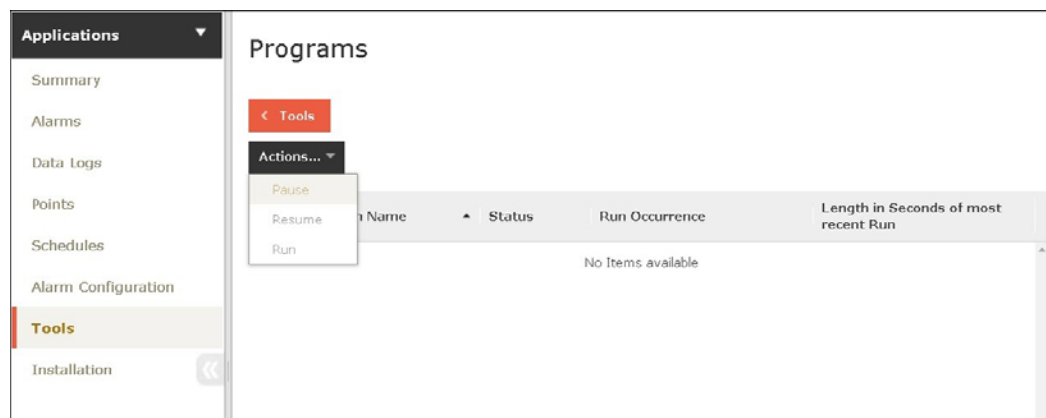 Applications
Summary
Alarms
Data Logs
Points
Schedules
Alarm Configuration
Tools
Installation
Programs
Tools
Actions...
Pause
Resume
Run
Name
Status
Run Occurrence
Length in Seconds of most
recent Run
No Items available